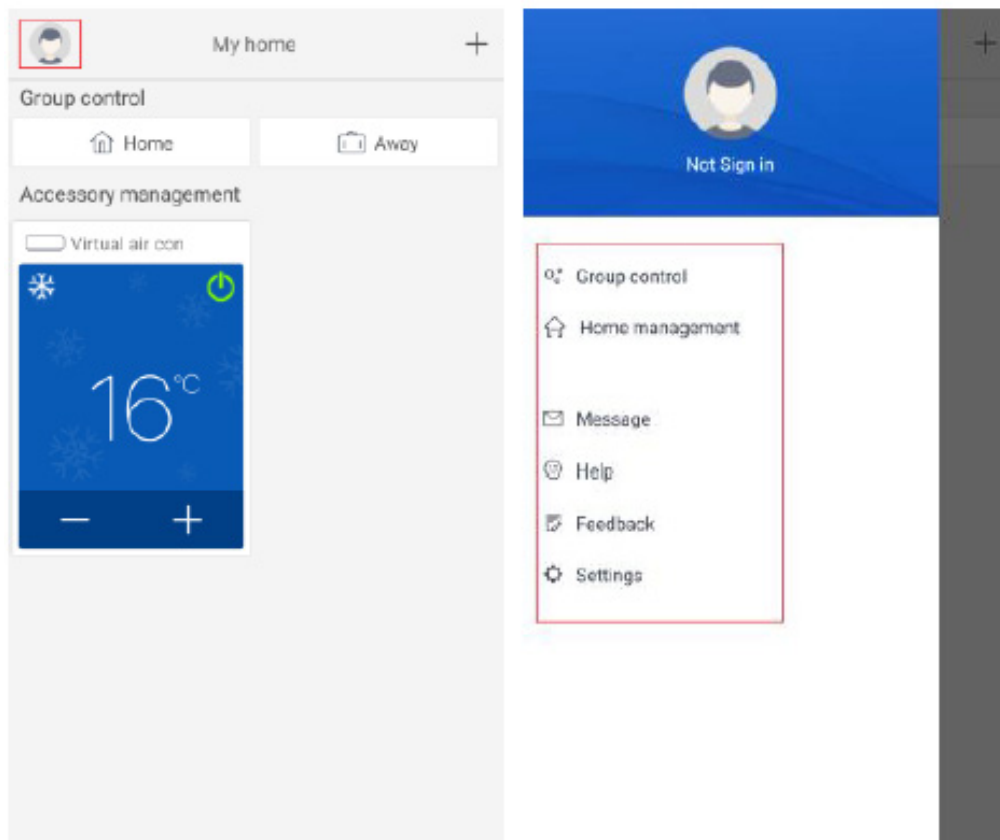 My home
Group control
Home
Away
Accessory management
Virtual air con
16°C
Not Sign in
Group control
Home management
Message
Help
Feedback
Settings